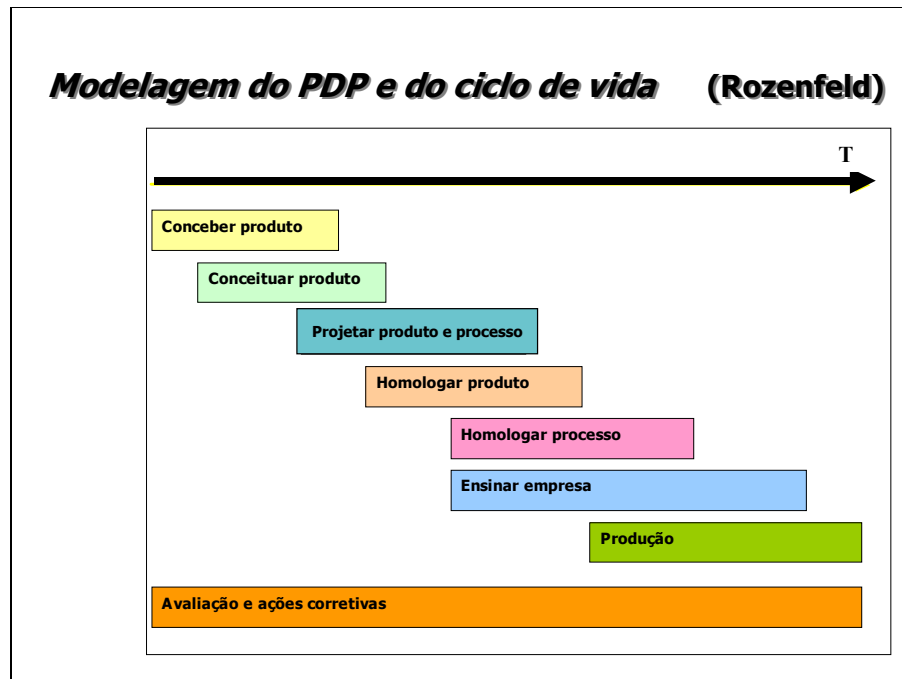 Modelagem do PDP e do ciclo de vida (Rozenfeld)
T
Conceber produto
Conceituar produto
Projetar produto e processo
Homologar produto
Homologar processo
Ensinar empresa
Produção
Avaliação e ações corretivas